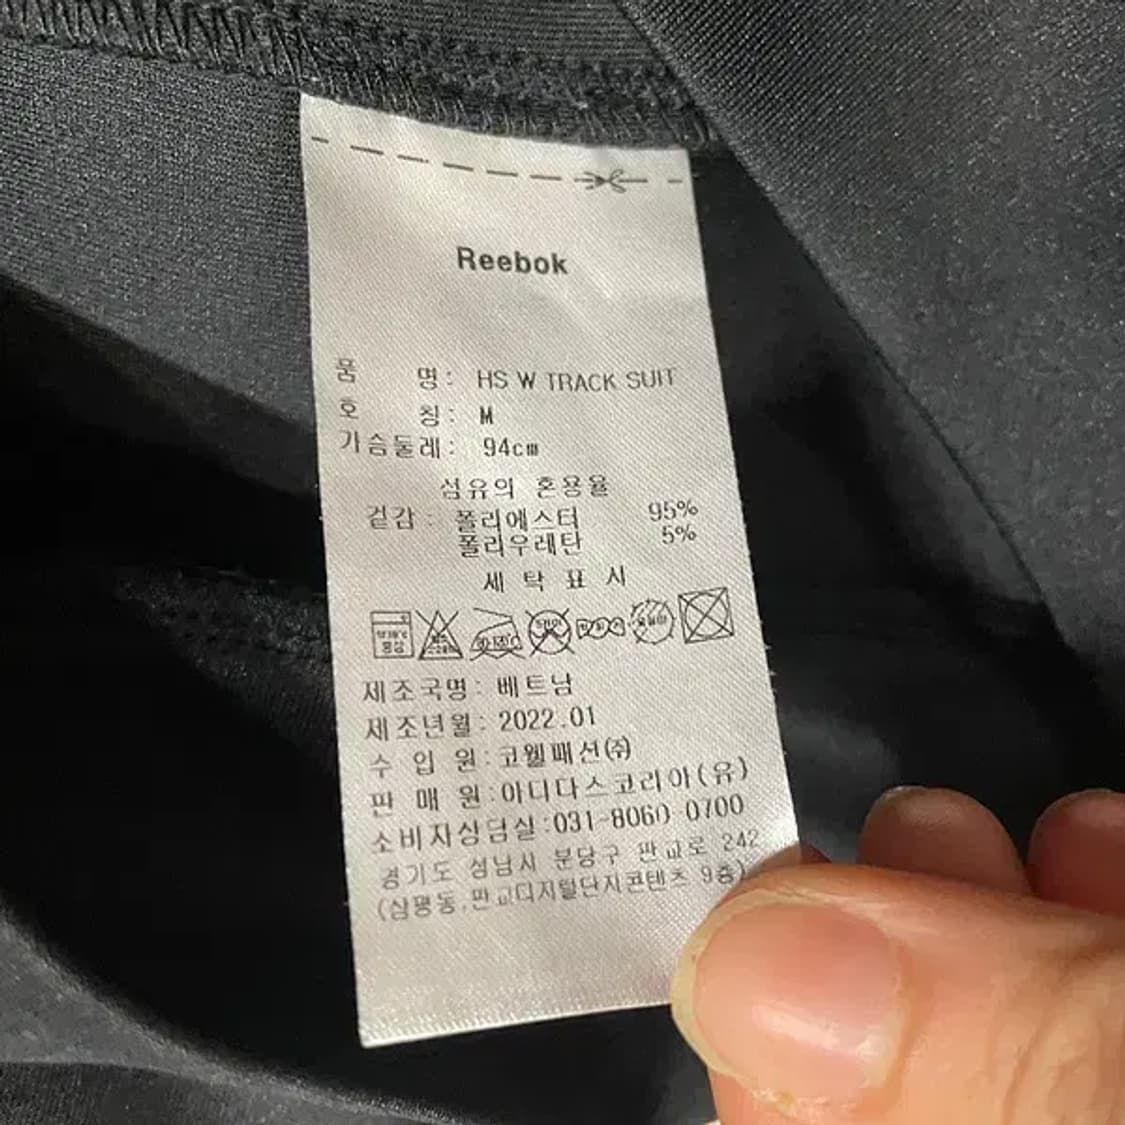 Reebok
품 명: HS W TRACK SUIT
호 칭: M
가슴둘레: 94cm
섬유의 혼용율
겉감: 폴리에스터 95%
폴리우레탄 5%
세 탁 표 시
제조국명: 베트남
제조년월: 2022.01
수 입 원: 코웰패션(주)
판 매 원:아디다스코리아(유)
소비자상담실:031-8060-0700
경기도 성남시 분당구 판교로 242
(삼평동,판교디지털단지콘텐츠 9층)